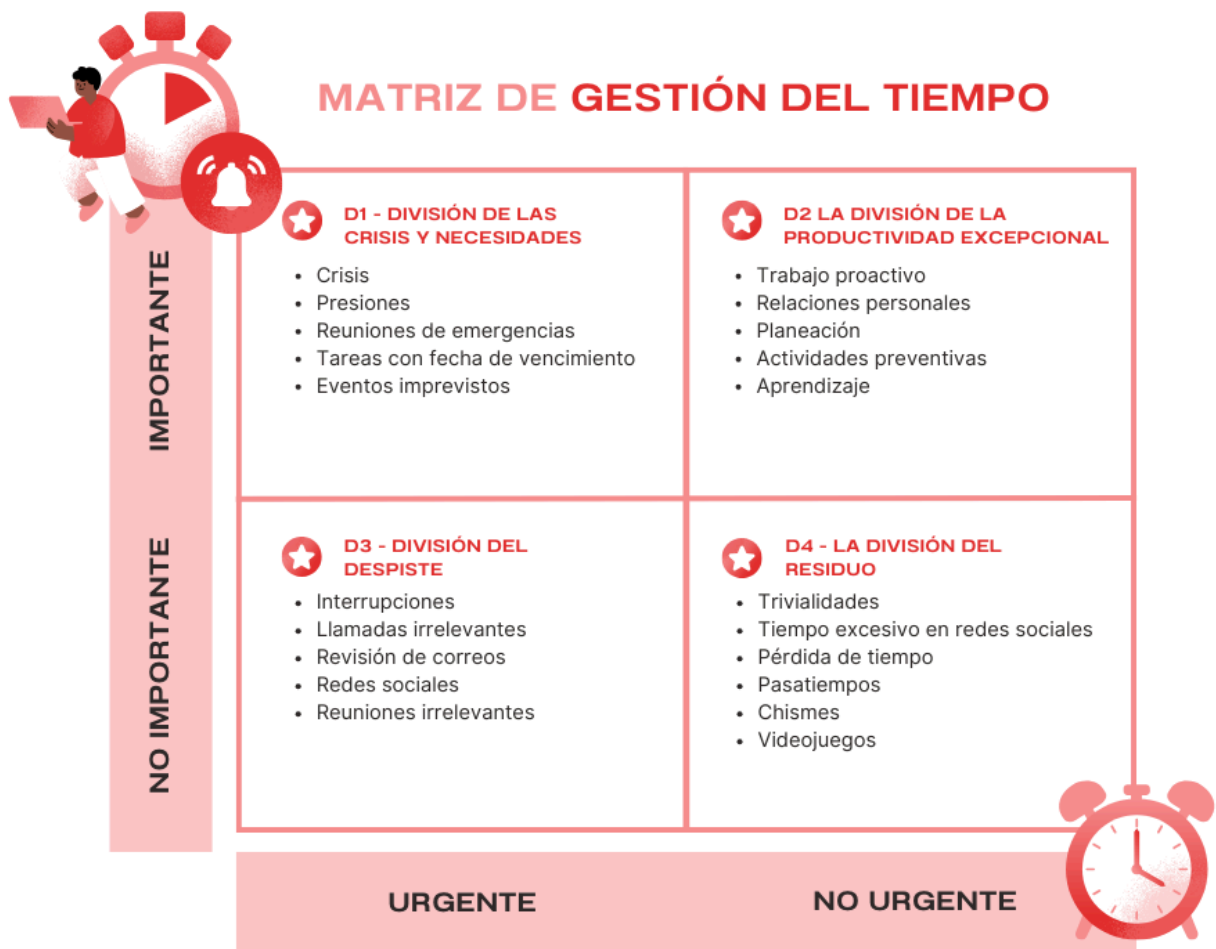 MATRIZ DE GESTIÓN DEL TIEMPO
IMPORTANTE
D1 - DIVISIÓN DE LAS
CRISIS Y NECESIDADES
• Crisis
• Presiones
• Reuniones de emergencias
• Tareas con fecha de vencimiento
• Eventos imprevistos
D2 LA DIVISIÓN DE LA
PRODUCTIVIDAD EXCEPCIONAL
• Trabajo proactivo
• Relaciones personales
• Planeación
• Actividades preventivas
• Aprendizaje
NO IMPORTANTE
D3 - DIVISIÓN DEL
DESPISTE
• Interrupciones
• Llamadas irrelevantes
• Revisión de correos
• Redes sociales
• Reuniones irrelevantes
D4 - LA DIVISIÓN DEL
RESIDUO
• Trivialidades
• Tiempo excesivo en redes sociales
• Pérdida de tiempo
• Pasatiempos
• Chismes
• Videojuegos
URGENTE
NO URGENTE